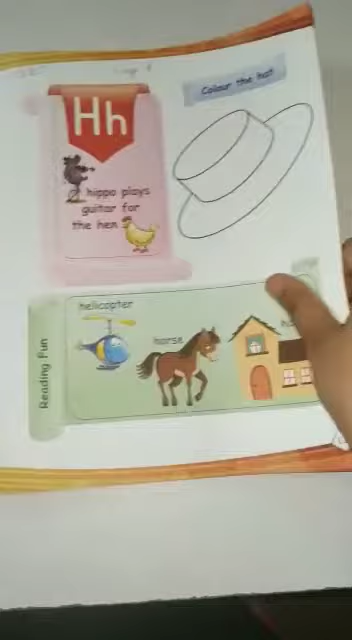 Colour the hat
Hh
hippo plays
guitar for
the hen
helicopter
horse
Reading Fun